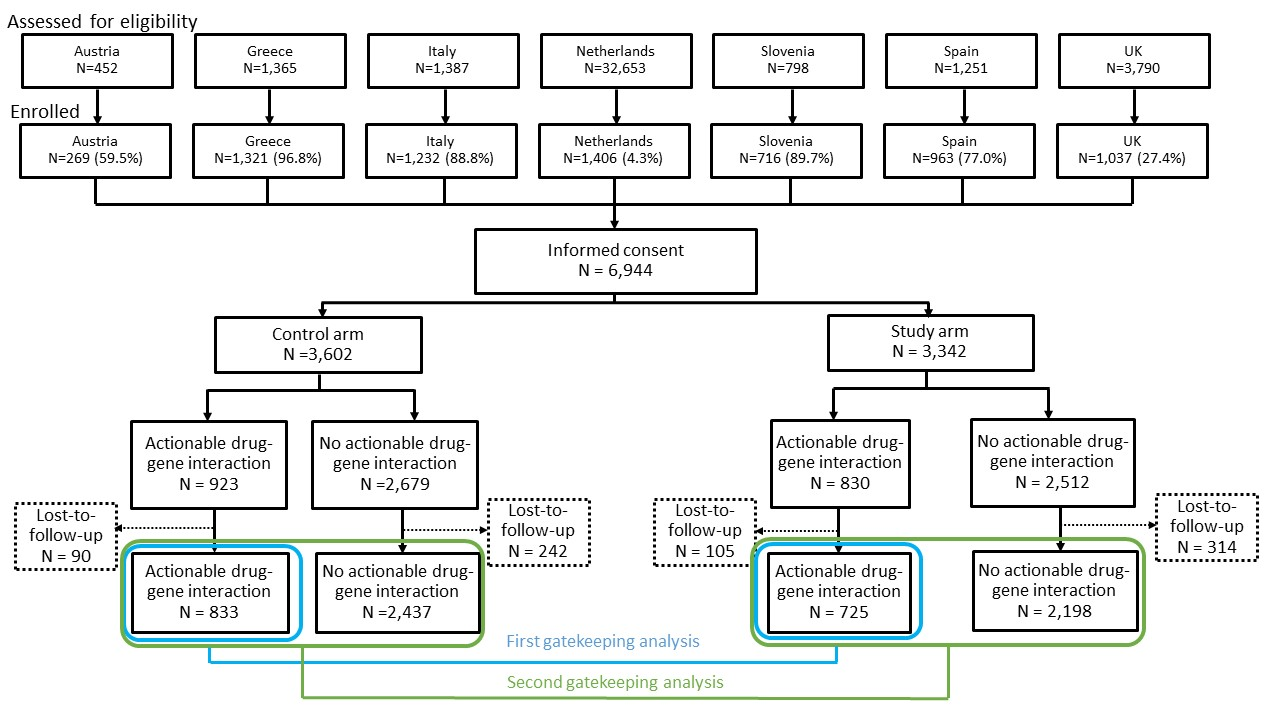 Assessed for eligibility
Austria
N=452
Greece
N=1,365
Italy
N=1,387
Netherlands
N=32,653
Slovenia
N=798
Spain
N=1,251
UK
N=3,790
Enrolled
Austria
N=269 (59.5%)
Greece
N=1,321 (96.8%)
Italy
N=1,232 (88.8%)
Netherlands
N=1,406 (4.3%)
Slovenia
N=716 (89.7%)
Spain
N=963 (77.0%)
UK
N=1,037 (27.4%)
Informed consent
N = 6,944
Control arm
N =3,602
Study arm
N = 3,342
Actionable drug-
gene interaction
N = 923
No actionable drug-
gene interaction
N =2,679
Actionable drug-
gene interaction
N = 830
No actionable drug-
gene interaction
N = 2,512
Lost-to-
follow-up
N = 90
Lost-to-
follow-up
N = 242
Lost-to-
follow-up
N = 105
Lost-to-
follow-up
N = 314
Actionable drug-
gene interaction
N = 833
No actionable drug-
gene interaction
N =2,437
Actionable drug-
gene interaction
N = 725
No actionable drug-
gene interaction
N = 2,198
First gatekeeping analysis
Second gatekeeping analysis